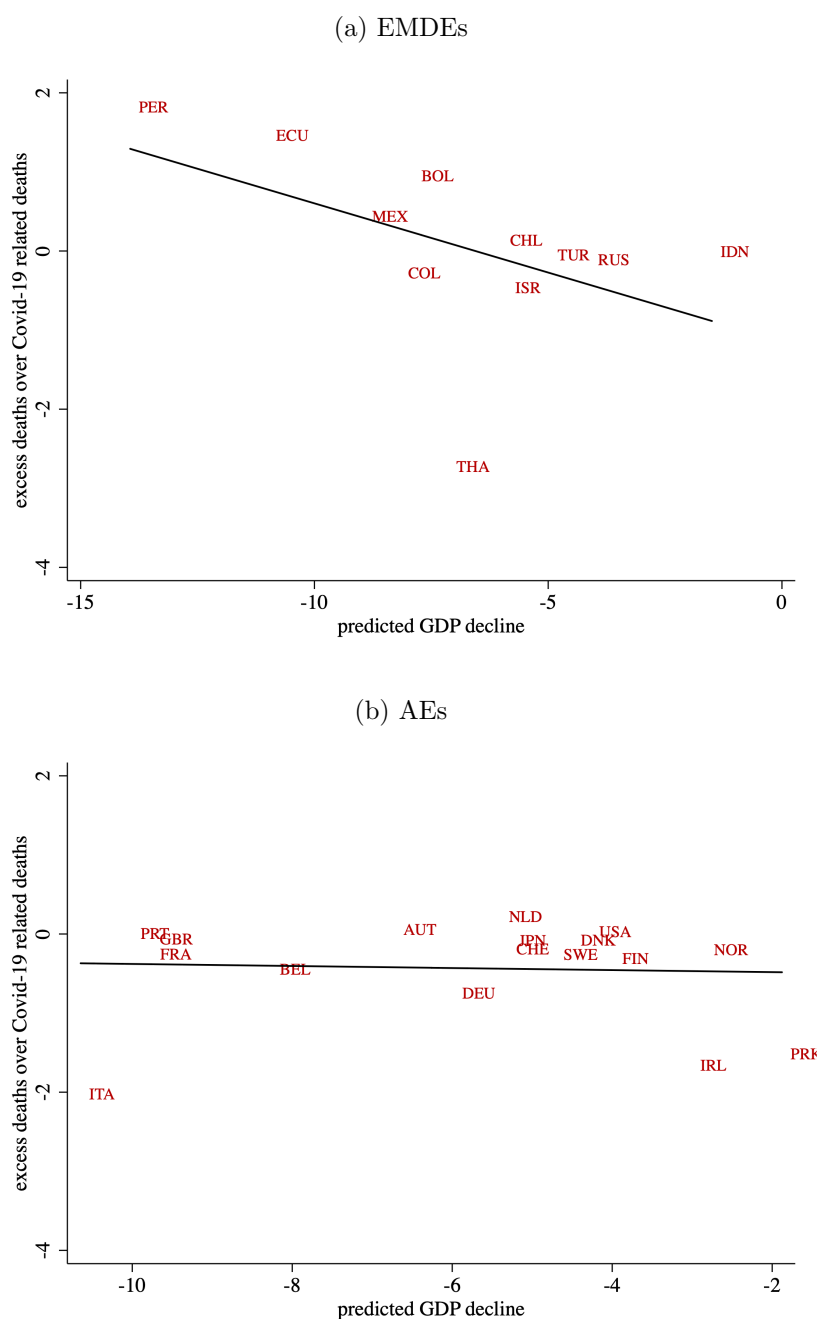 (a) EMDEs
excess deaths over Covid-19 related deaths
2
0
-2
-4
PER
ECU
BOL
MEX
CHL
TUR
RUS
IDN
COL
ISR
THA
-15
-10
-5
0
predicted GDP decline
(b) AEs
excess deaths over Covid-19 related deaths
2
0
-2
-4
PRT
GBR
FRA
BEL
AUT
NLD
JPN
CHE
DEU
USA
DNK
SWE
FIN
NOR
IRL
PRK
ITA
-10
-8
-6
-4
-2
predicted GDP decline